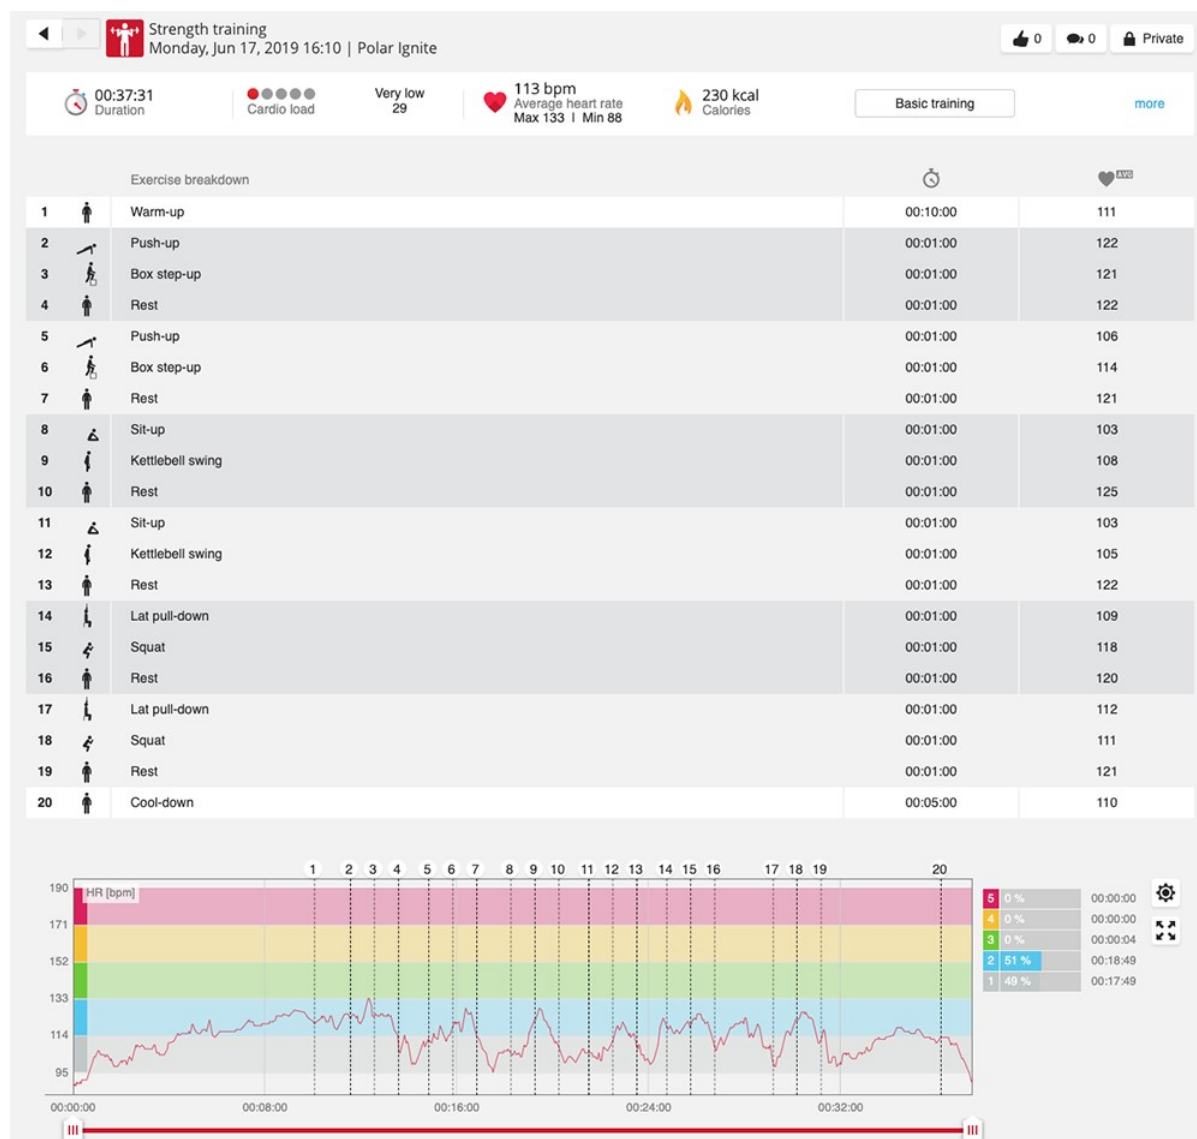 Strength training
Monday, Jun 17, 2019 16:10 | Polar Ignite
0
0
Private
00:37:31
Duration
Cardio load
Very low
29
113 bpm
Average heart rate
Max 133 | Min 88
230 kcal
Calories
Basic training
more
Exercise breakdown
AVG
1 Warm-up 00:10:00 111
2 Push-up 00:01:00 122
3 Box step-up 00:01:00 121
4 Rest 00:01:00 122
5 Push-up 00:01:00 106
6 Box step-up 00:01:00 114
7 Rest 00:01:00 121
8 Sit-up 00:01:00 103
9 Kettlebell swing 00:01:00 108
10 Rest 00:01:00 125
11 Sit-up 00:01:00 103
12 Kettlebell swing 00:01:00 105
13 Rest 00:01:00 122
14 Lat pull-down 00:01:00 109
15 Squat 00:01:00 118
16 Rest 00:01:00 120
17 Lat pull-down 00:01:00 112
18 Squat 00:01:00 111
19 Rest 00:01:00 121
20 Cool-down 00:05:00 110
1 2 3 4 5 6 7 8 9 10 11 12 13 14 15 16 17 18 19 20
HR [bpm]
190
171
152
133
114
95
00:00:00 00:08:00 00:16:00 00:24:00 00:32:00
5 0 % 00:00:00
4 0 % 00:00:00
3 0 % 00:00:04
2 51 % 00:18:49
1 49 % 00:17:49